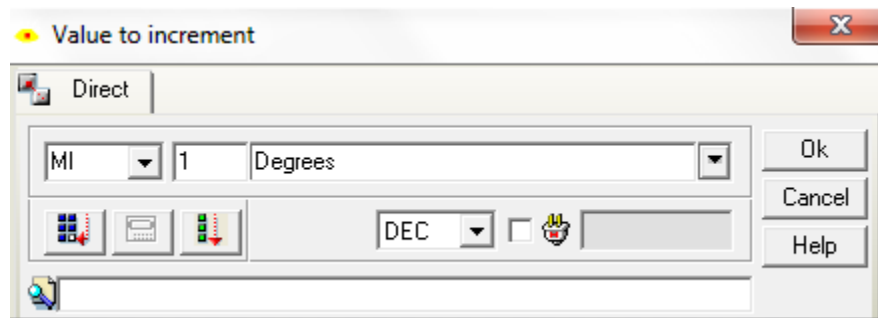 Value to increment
Direct
MI 1 Degrees
Ok
Cancel
DEC
Help